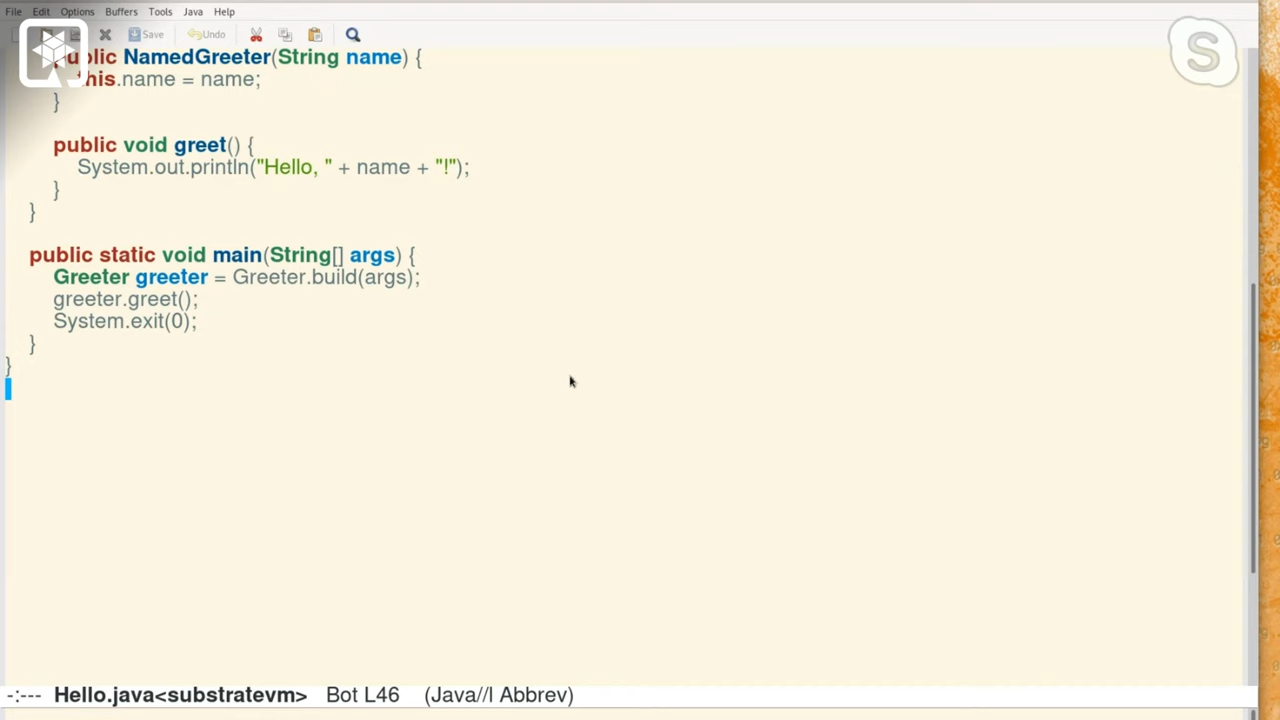 File Edit Options Buffers Tools Java Help
Save Undo
public NamedGreeter(String name) {
this.name = name;
}
public void greet() {
System.out.println("Hello, " + name + "!");
}
}
public static void main(String[] args) {
Greeter greeter = Greeter.build(args);
greeter.greet();
System.exit(0);
}
}
-:--- Hello.java<substratevm> Bot L46 (Java//l Abbrev)